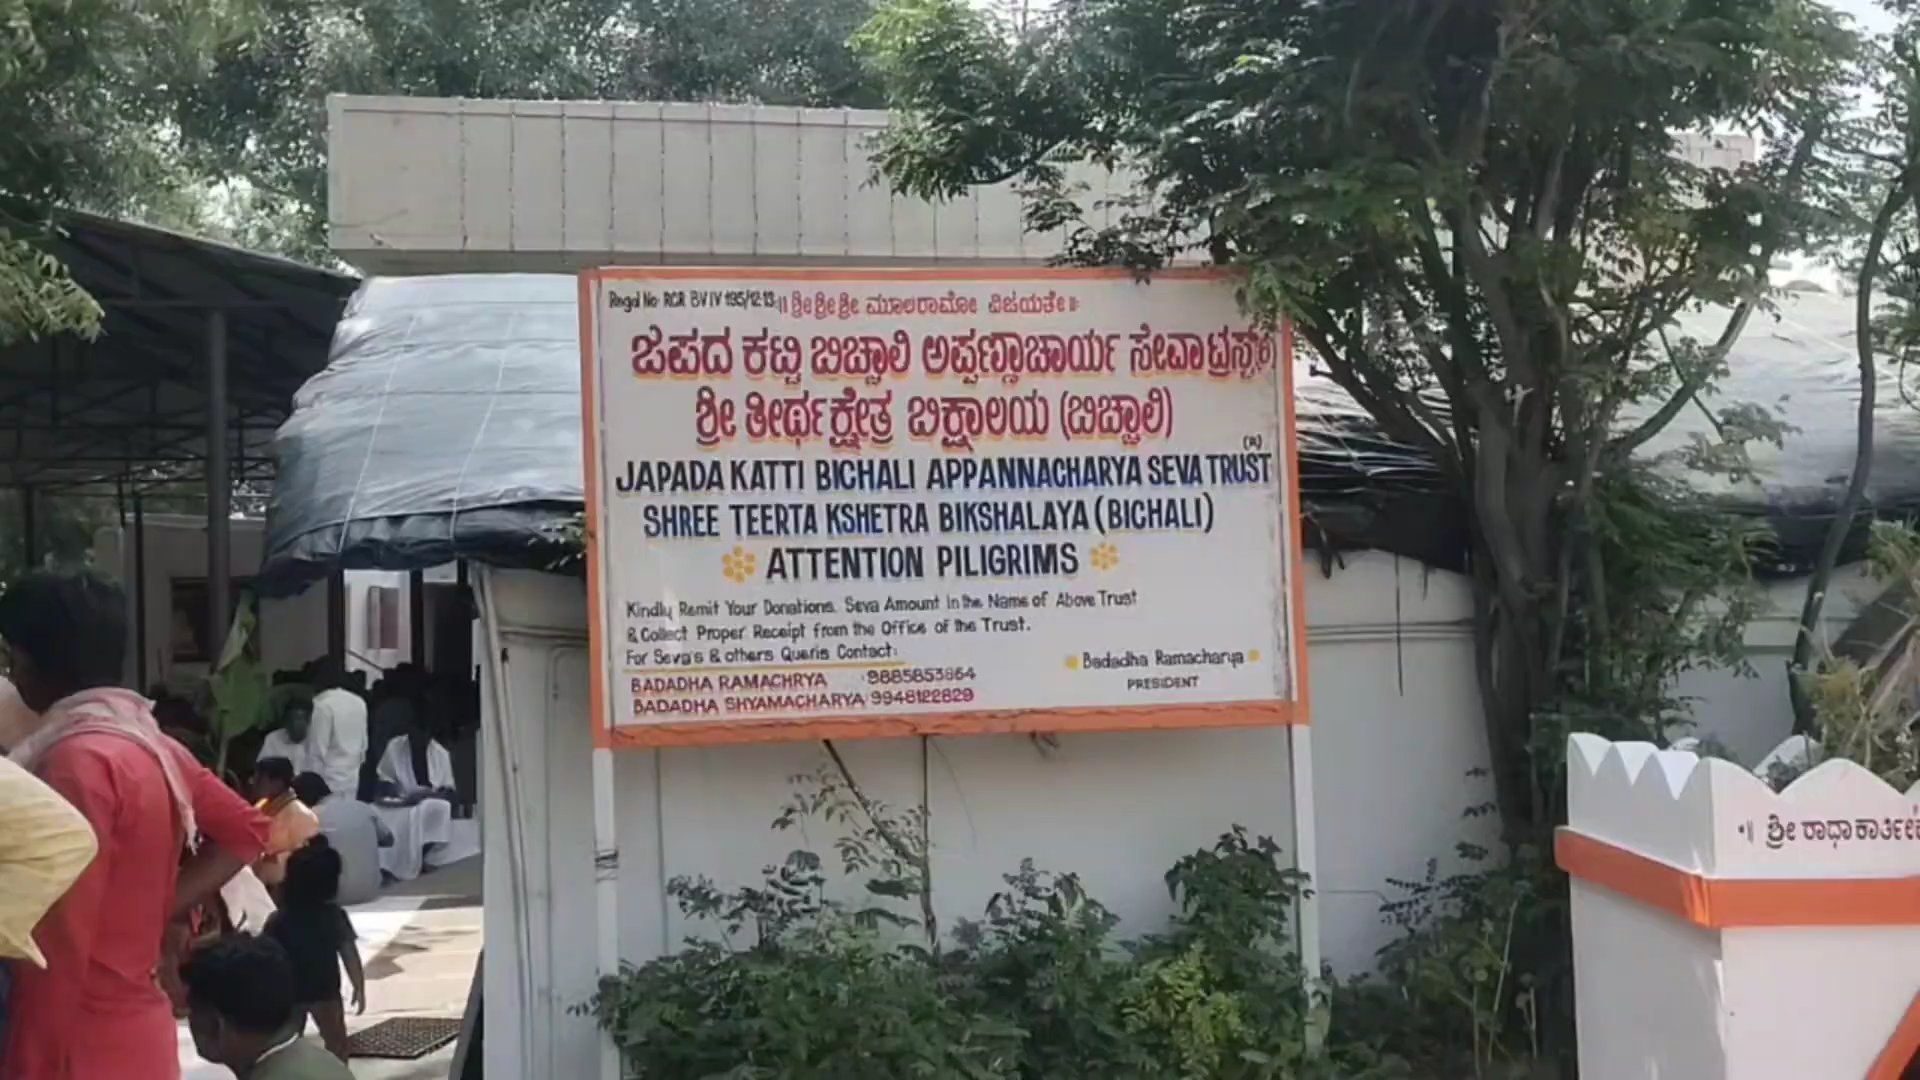 Regd No: RCR BVIV 195/12-13 ॥ ಶ್ರೀ ಶ್ರೀ ಶ್ರೀ ಮೂಲರಾಮೋ ವಿಜಯತೇ ॥
ಜಪದ ಕಟ್ಟಿ ಬಿಚ್ಚಾಲಿ ಅಪ್ಪಣ್ಣಾಚಾರ್ಯ ಸೇವಾ ಟ್ರಸ್ಟ್(ರಿ)
ಶ್ರೀ ತೀರ್ಥಕ್ಷೇತ್ರ ಬಿಕ್ಷಾಲಯ (ಬಿಚ್ಚಾಲಿ)
JAPADA KATTI BICHALI APPANNACHARYA SEVA TRUST (R)
SHREE TEERTA KSHETRA BIKSHALAYA (BICHALI)
ATTENTION PILIGRIMS
Kindly Remit Your Donations, Seva Amount in the Name of Above Trust
& Collect Proper Receipt from the Office of the Trust.
For Seva's & others Queris Contact:
BADADHA RAMACHRYA : 9885853864
BADADHA SHYAMACHARYA: 9948122829
Badadha Ramacharya
PRESIDENT
॥ ಶ್ರೀ ರಾಧಾ